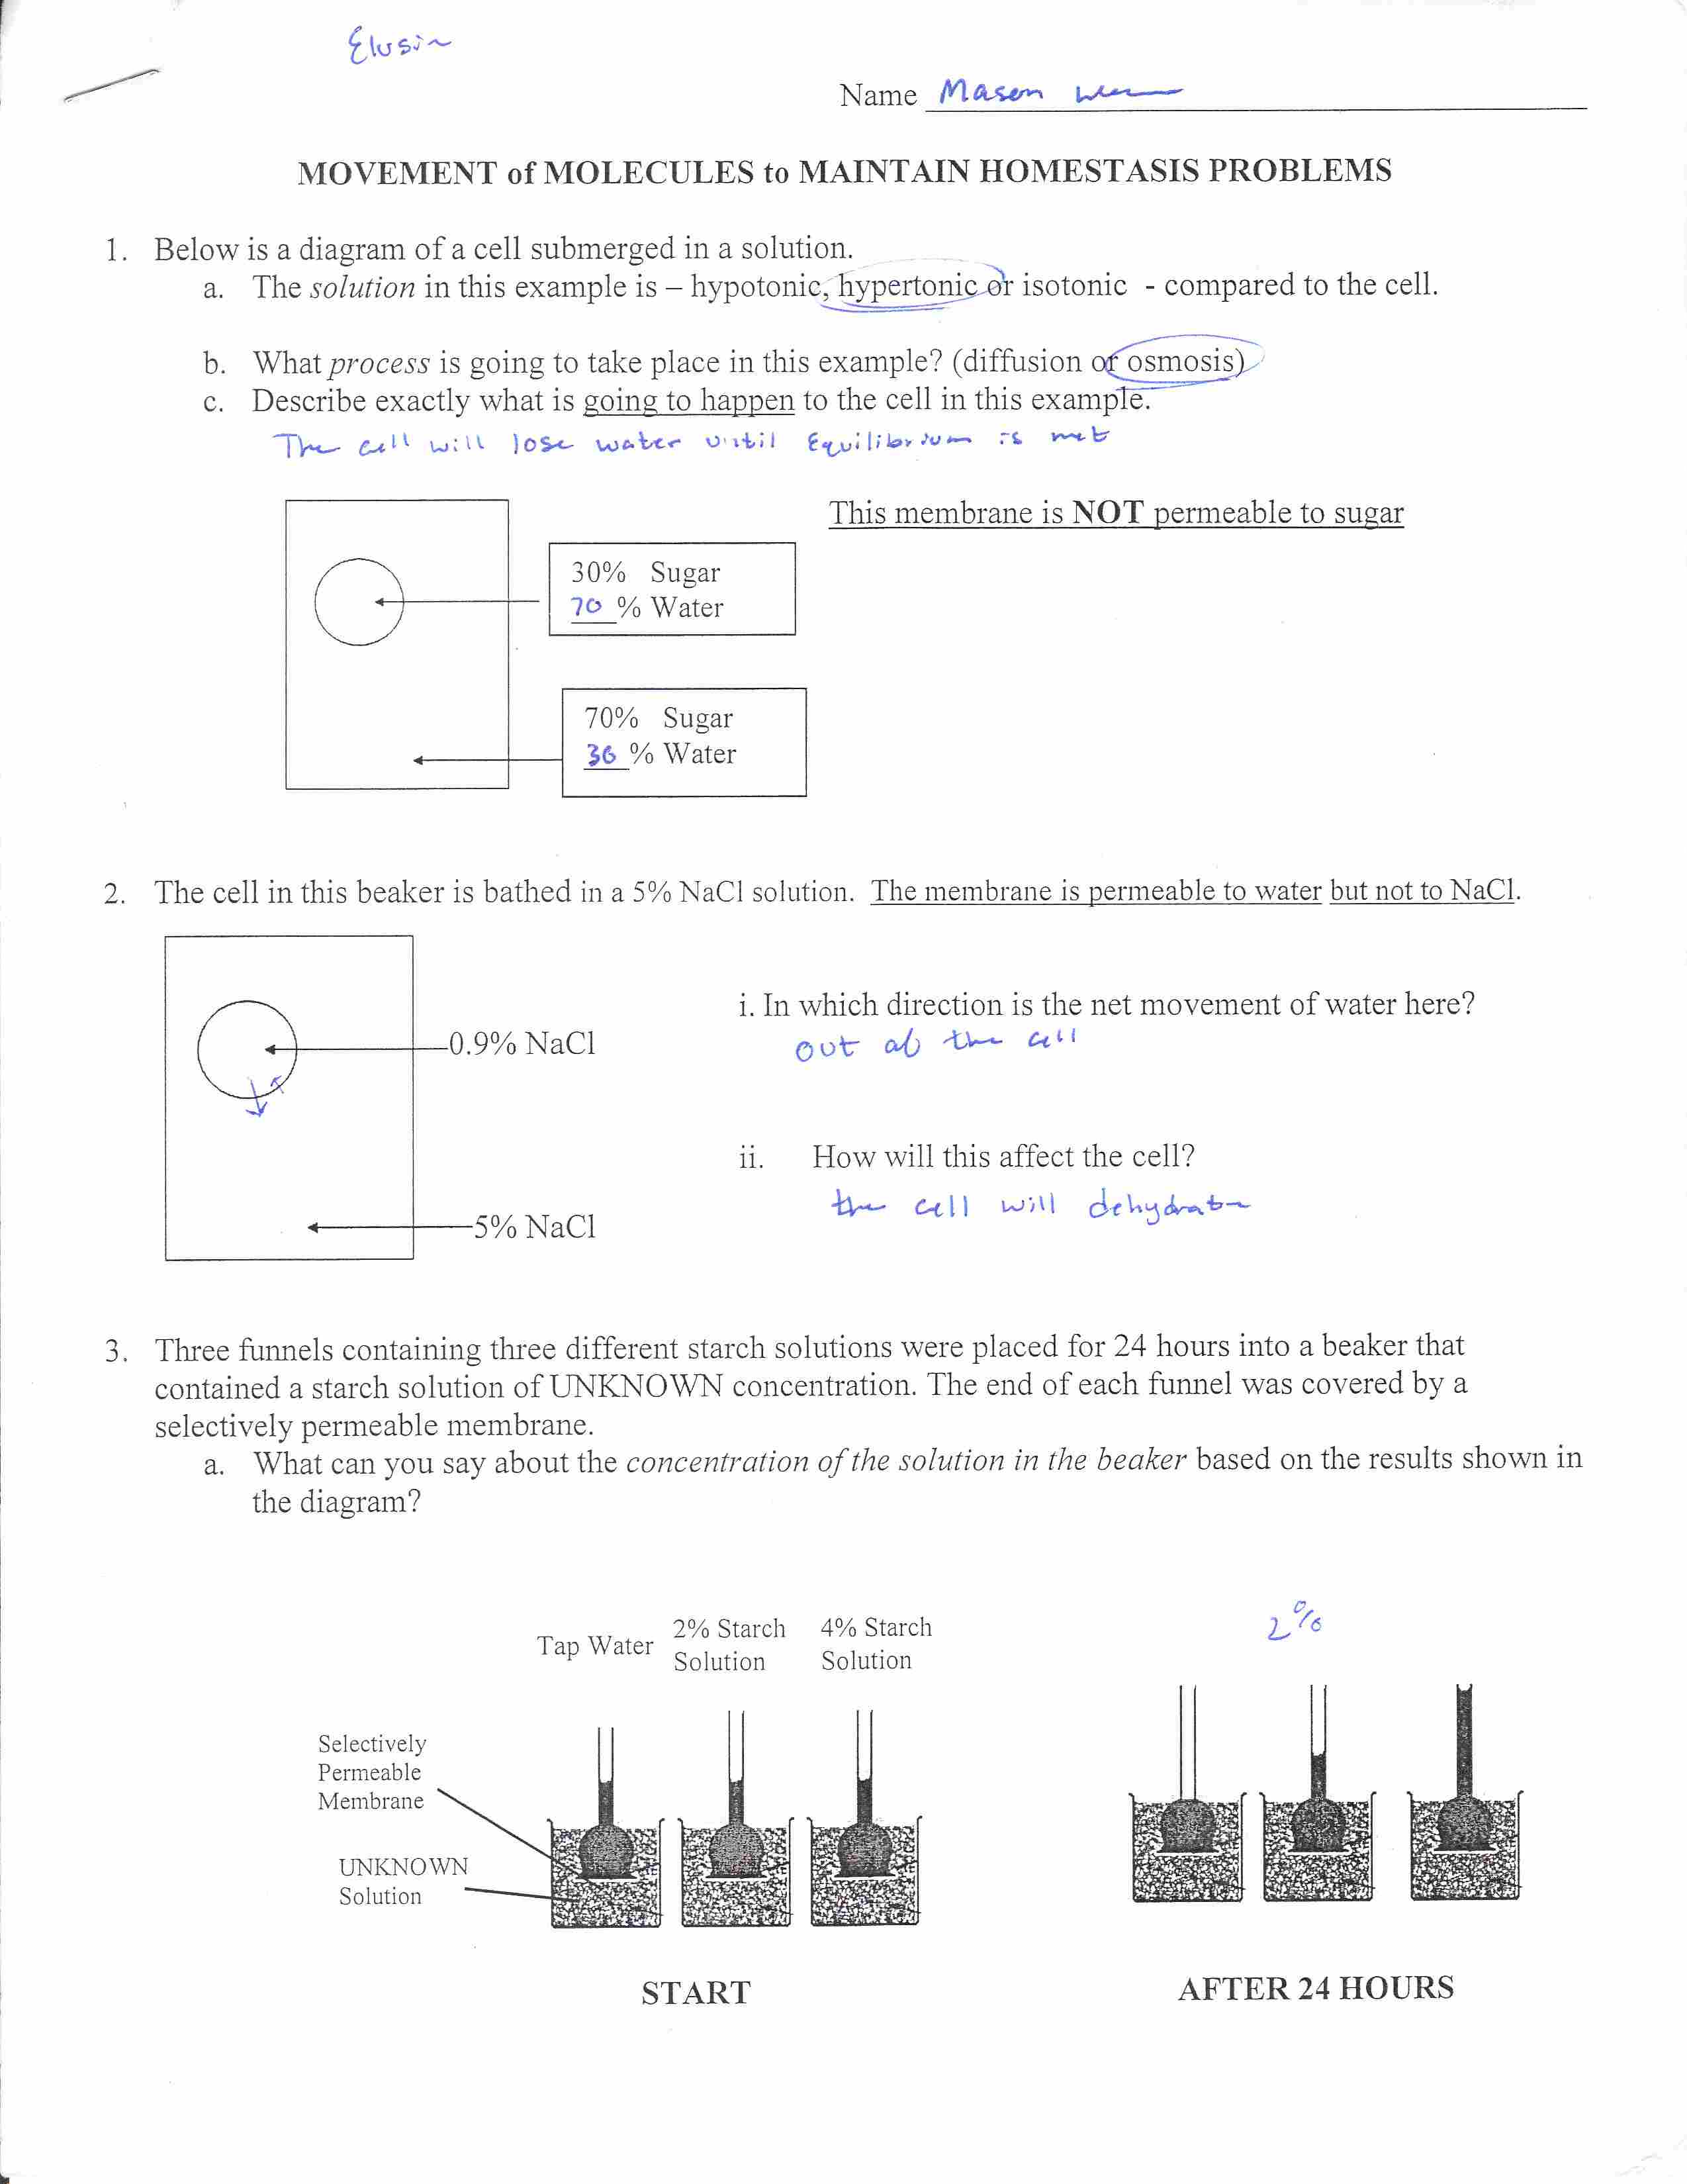 Elusi~
Name Mason
MOVEMENT of MOLECULES to MAINTAIN HOMESTASIS PROBLEMS
1. Below is a diagram of a cell submerged in a solution.
a. The solution in this example is – hypotonic, hypertonic or isotonic - compared to the cell.
b. What process is going to take place in this example? (diffusion or osmosis)
c. Describe exactly what is going to happen to the cell in this example.
The cell will lose water until Equilibrium is met
This membrane is NOT permeable to sugar
30% Sugar
70 % Water
70% Sugar
30 % Water
2. The cell in this beaker is bathed in a 5% NaCl solution. The membrane is permeable to water but not to NaCl.
i. In which direction is the net movement of water here?
0.9% NaCl
out of the cell
ii. How will this affect the cell?
the cell will dehydrate
5% NaCl
3. Three funnels containing three different starch solutions were placed for 24 hours into a beaker that
contained a starch solution of UNKNOWN concentration. The end of each funnel was covered by a
selectively permeable membrane.
a. What can you say about the concentration of the solution in the beaker based on the results shown in
the diagram?
2%
Tap Water
2% Starch
Solution
4% Starch
Solution
Selectively
Permeable
Membrane
UNKNOWN
Solution
START
AFTER 24 HOURS